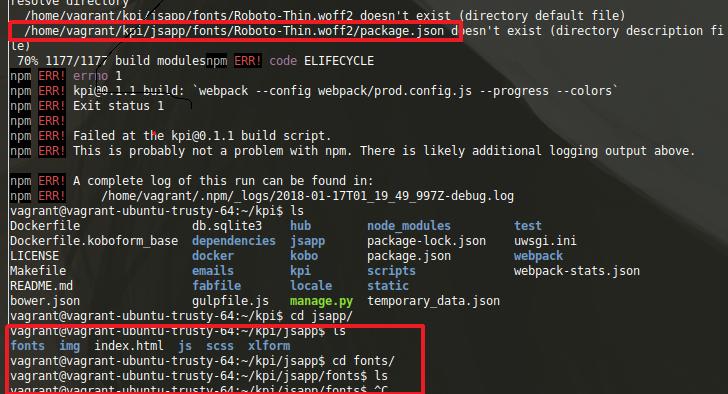 resolve directory
/home/vagrant/kpi/jsapp/fonts/Roboto-Thin.woff2 doesn't exist (directory default file)
/home/vagrant/kpi/jsapp/fonts/Roboto-Thin.woff2/package.json doesn't exist (directory description fi
le)
70% 1177/1177 build modulesnpm ERR! code ELIFECYCLE
npm ERR! errno 1
npm ERR! kpi@0.1.1 build: `webpack --config webpack/prod.config.js --progress --colors`
npm ERR! Exit status 1
npm ERR!
npm ERR! Failed at the kpi@0.1.1 build script.
npm ERR! This is probably not a problem with npm. There is likely additional logging output above.
npm ERR! A complete log of this run can be found in:
npm ERR!     /home/vagrant/.npm/_logs/2018-01-17T01_19_49_997Z-debug.log
vagrant@vagrant-ubuntu-trusty-64:~/kpi$ ls
Dockerfile db.sqlite3 hub node_modules test
Dockerfile.koboform_base dependencies jsapp package-lock.json uwsgi.ini
LICENSE docker kobo package.json webpack
Makefile emails kpi scripts webpack-stats.json
README.md fabfile locale static
bower.json gulpfile.js manage.py temporary_data.json
vagrant@vagrant-ubuntu-trusty-64:~/kpi$ cd jsapp/
vagrant@vagrant-ubuntu-trusty-64:~/kpi/jsapp$ ls
fonts img index.html js scss xlform
vagrant@vagrant-ubuntu-trusty-64:~/kpi/jsapp$ cd fonts/
vagrant@vagrant-ubuntu-trusty-64:~/kpi/jsapp/fonts$ ls
vagrant@vagrant-ubuntu-trusty-64:~/kpi/jsapp/fonts$ ^C